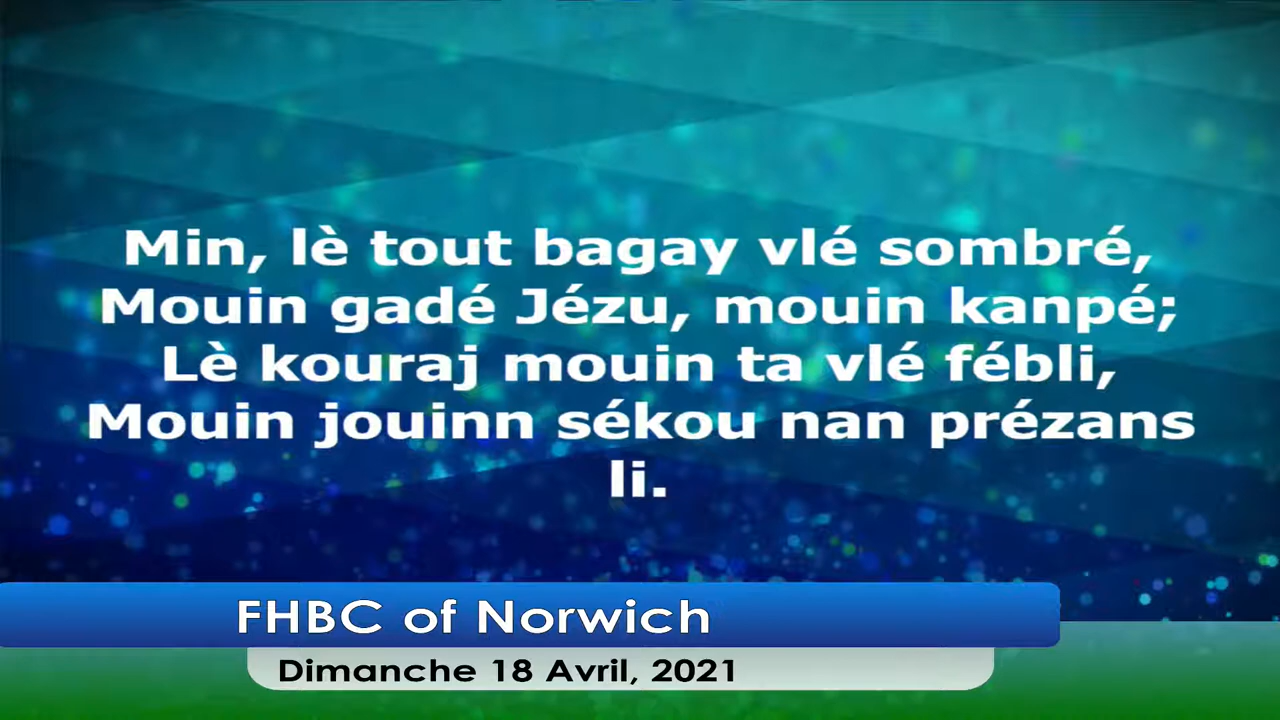 Min, lè tout bagay vlé sombré,
Mouin gadé Jézu, mouin kanpé;
Lè kouraj mouin ta vlé fébli,
Mouin jouinn sékou nan prézans
li.
FHBC of Norwich
Dimanche 18 Avril, 2021